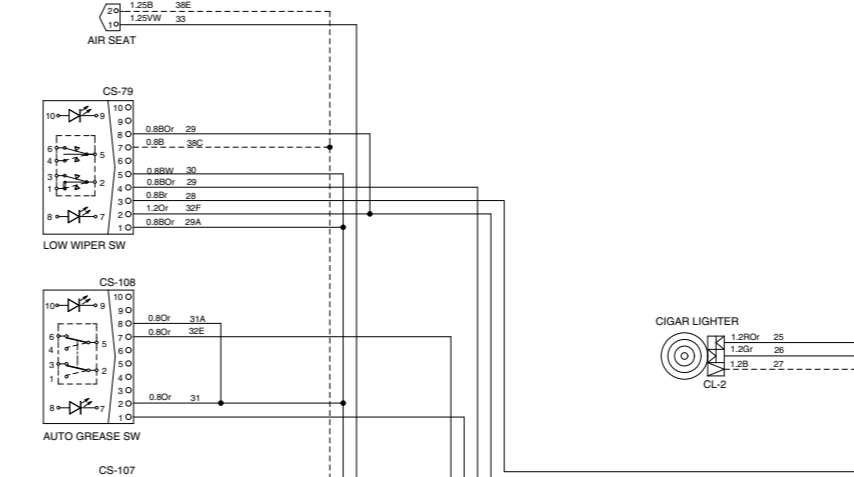 2 1.25B 38E
1 1.25VW 33
AIR SEAT
CS-79
10 9
10
9
8 0.8BOr 29
7 0.8B 38C
6
5 0.8BW 30
4 0.8BOr 29
3 0.8Br 28
2 1.2Or 32F
1 0.8BOr 29A
6
4 5
3
1 2
8 7
LOW WIPER SW
CS-108
10 9
10
9
8 0.8Or 31A
7 0.8Or 32E
6
5
4
3
2 0.8Or 31
1
6
4 5
3
1 2
8 7
AUTO GREASE SW
CS-107
CIGAR LIGHTER
1.2ROr 25
1.2Gr 26
1.2B 27
CL-2